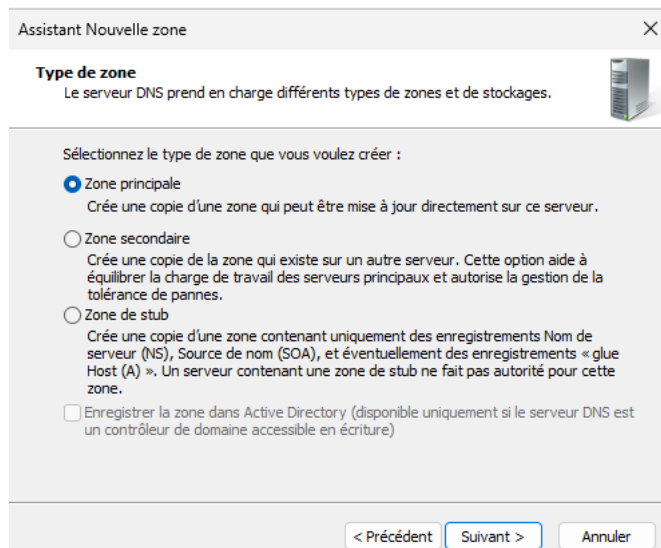 Assistant Nouvelle zone
Type de zone
Le serveur DNS prend en charge différents types de zones et de stockages.
Sélectionnez le type de zone que vous voulez créer :
Zone principale
Crée une copie d’une zone qui peut être mise à jour directement sur ce serveur.
Zone secondaire
Crée une copie de la zone qui existe sur un autre serveur. Cette option aide à
équilibrer la charge de travail des serveurs principaux et autorise la gestion de la
tolérance de pannes.
Zone de stub
Crée une copie d’une zone contenant uniquement des enregistrements Nom de
serveur (NS), Source de nom (SOA), et éventuellement des enregistrements « glue
Host (A) ». Un serveur contenant une zone de stub ne fait pas autorité pour cette
zone.
Enregistrer la zone dans Active Directory (disponible uniquement si le serveur DNS est
un contrôleur de domaine accessible en écriture)
< Précédent Suivant > Annuler